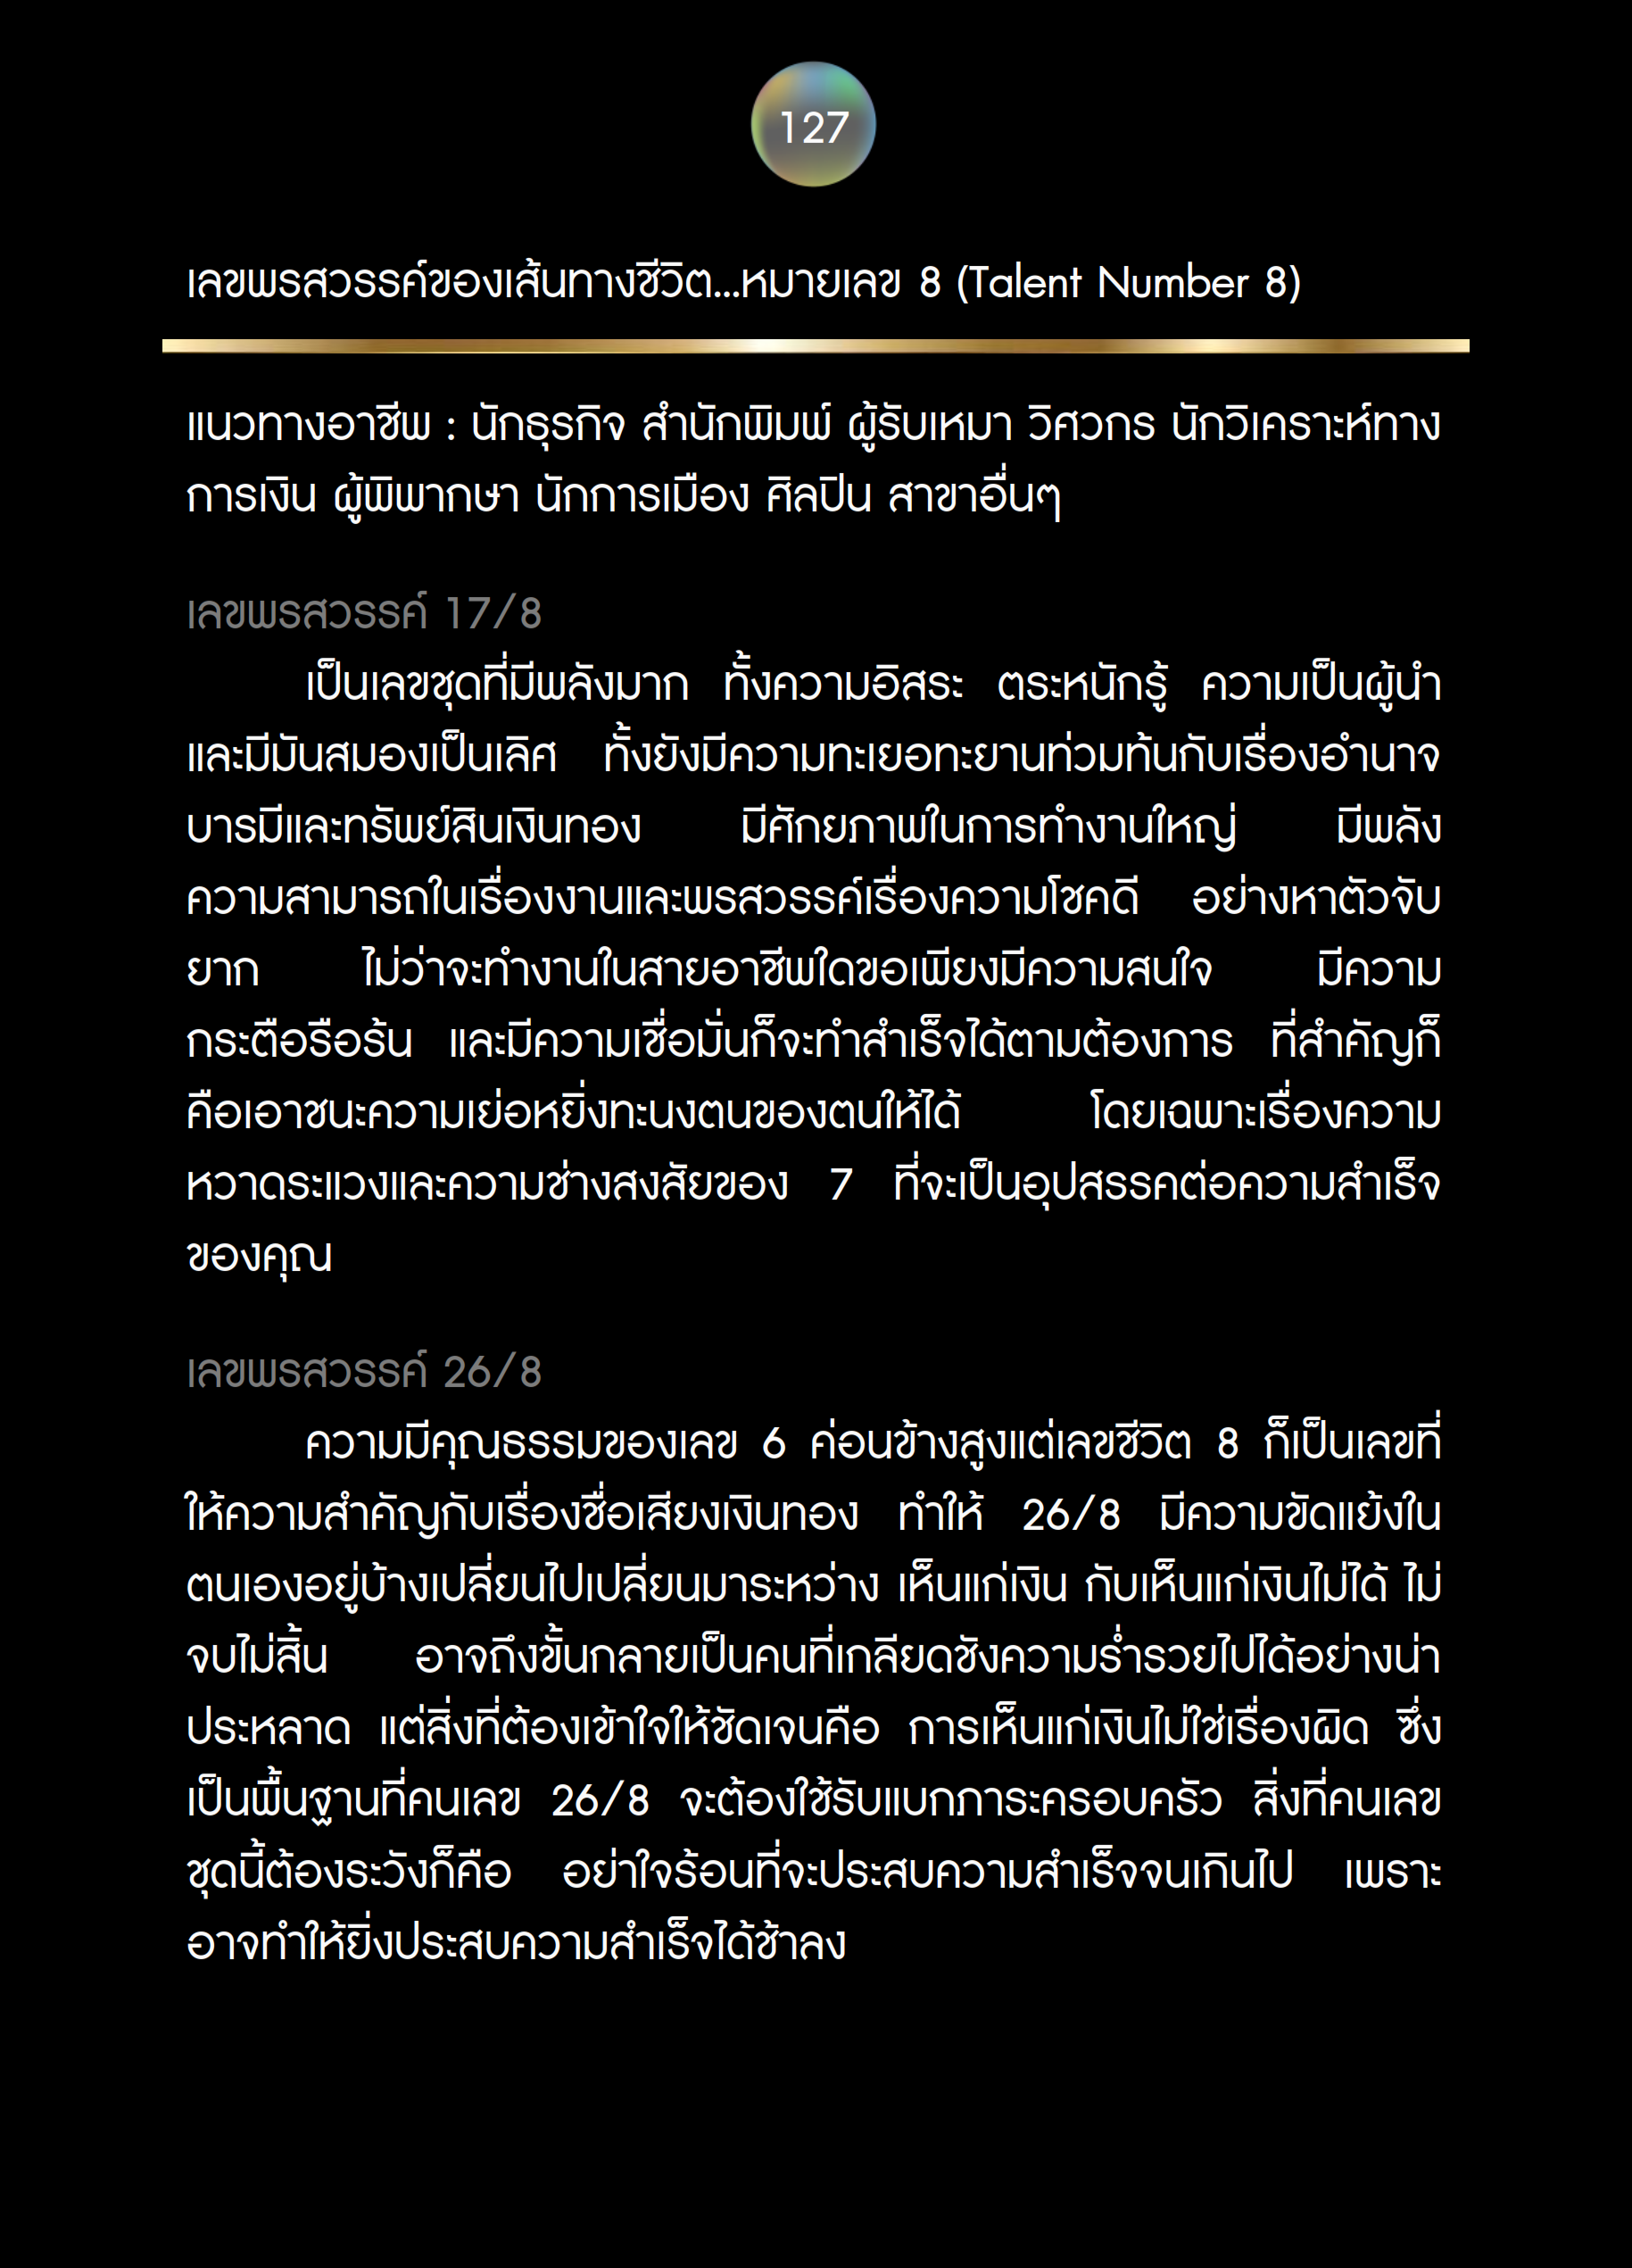 127
เลขพรสวรรค์ของเส้นทางชีวิต...หมายเลข 8 (Talent Number 8)
แนวทางอาชีพ : นักธุรกิจ สำนักพิมพ์ ผู้รับเหมา วิศวกร นักวิเคราะห์ทาง
การเงิน ผู้พิพากษา นักการเมือง ศิลปิน สาขาอื่นๆ
เลขพรสวรรค์ 17/8
เป็นเลขชุดที่มีพลังมาก ทั้งความอิสระ ตระหนักรู้ ความเป็นผู้นำ
และมีมันสมองเป็นเลิศ ทั้งยังมีความทะเยอทะยานท่วมท้นกับเรื่องอำนาจ
บารมีและทรัพย์สินเงินทอง มีศักยภาพในการทำงานใหญ่ มีพลัง
ความสามารถในเรื่องงานและพรสวรรค์เรื่องความโชคดี อย่างหาตัวจับ
ยาก ไม่ว่าจะทำงานในสายอาชีพใดขอเพียงมีความสนใจ มีความ
กระตือรือร้น และมีความเชื่อมั่นก็จะทำสำเร็จได้ตามต้องการ ที่สำคัญก็
คือเอาชนะความเย่อหยิ่งทะนงตนของตนให้ได้ โดยเฉพาะเรื่องความ
หวาดระแวงและความช่างสงสัยของ 7 ที่จะเป็นอุปสรรคต่อความสำเร็จ
ของคุณ
เลขพรสวรรค์ 26/8
ความมีคุณธรรมของเลข 6 ค่อนข้างสูงแต่เลขชีวิต 8 ก็เป็นเลขที่
ให้ความสำคัญกับเรื่องชื่อเสียงเงินทอง ทำให้ 26/8 มีความขัดแย้งใน
ตนเองอยู่บ้างเปลี่ยนไปเปลี่ยนมาระหว่าง เห็นแก่เงิน กับเห็นแก่เงินไม่ได้ ไม่
จบไม่สิ้น อาจถึงขั้นกลายเป็นคนที่เกลียดชังความร่ำรวยไปได้อย่างน่า
ประหลาด แต่สิ่งที่ต้องเข้าใจให้ชัดเจนคือ การเห็นแก่เงินไม่ใช่เรื่องผิด ซึ่ง
เป็นพื้นฐานที่คนเลข 26/8 จะต้องใช้รับแบกภาระครอบครัว สิ่งที่คนเลข
ชุดนี้ต้องระวังก็คือ อย่าใจร้อนที่จะประสบความสำเร็จจนเกินไป เพราะ
อาจทำให้ยิ่งประสบความสำเร็จได้ช้าลง